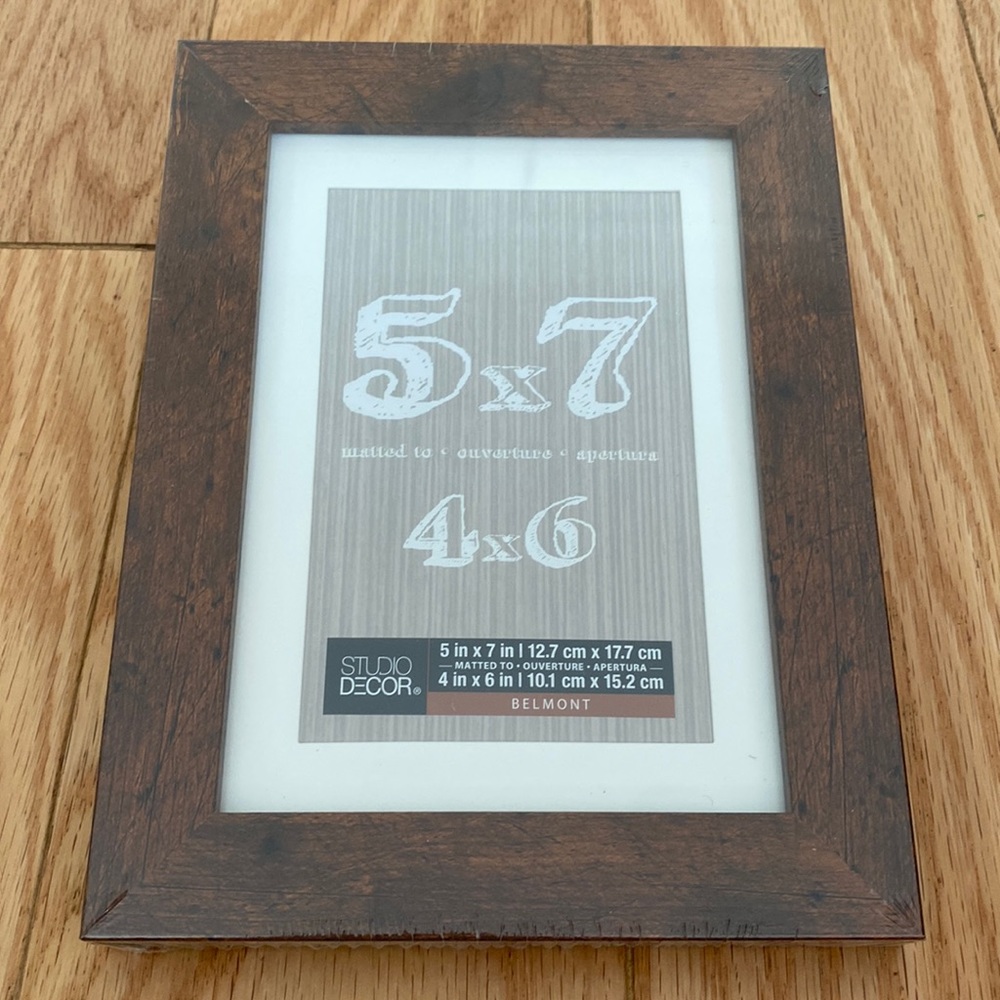 5x7
matted to • ouverture • apertura
4x6
STUDIO
DECOR®
5 in x 7 in | 12.7 cm x 17.7 cm
— MATTED TO • OUVERTURE • APERTURA —
4 in x 6 in | 10.1 cm x 15.2 cm
BELMONT